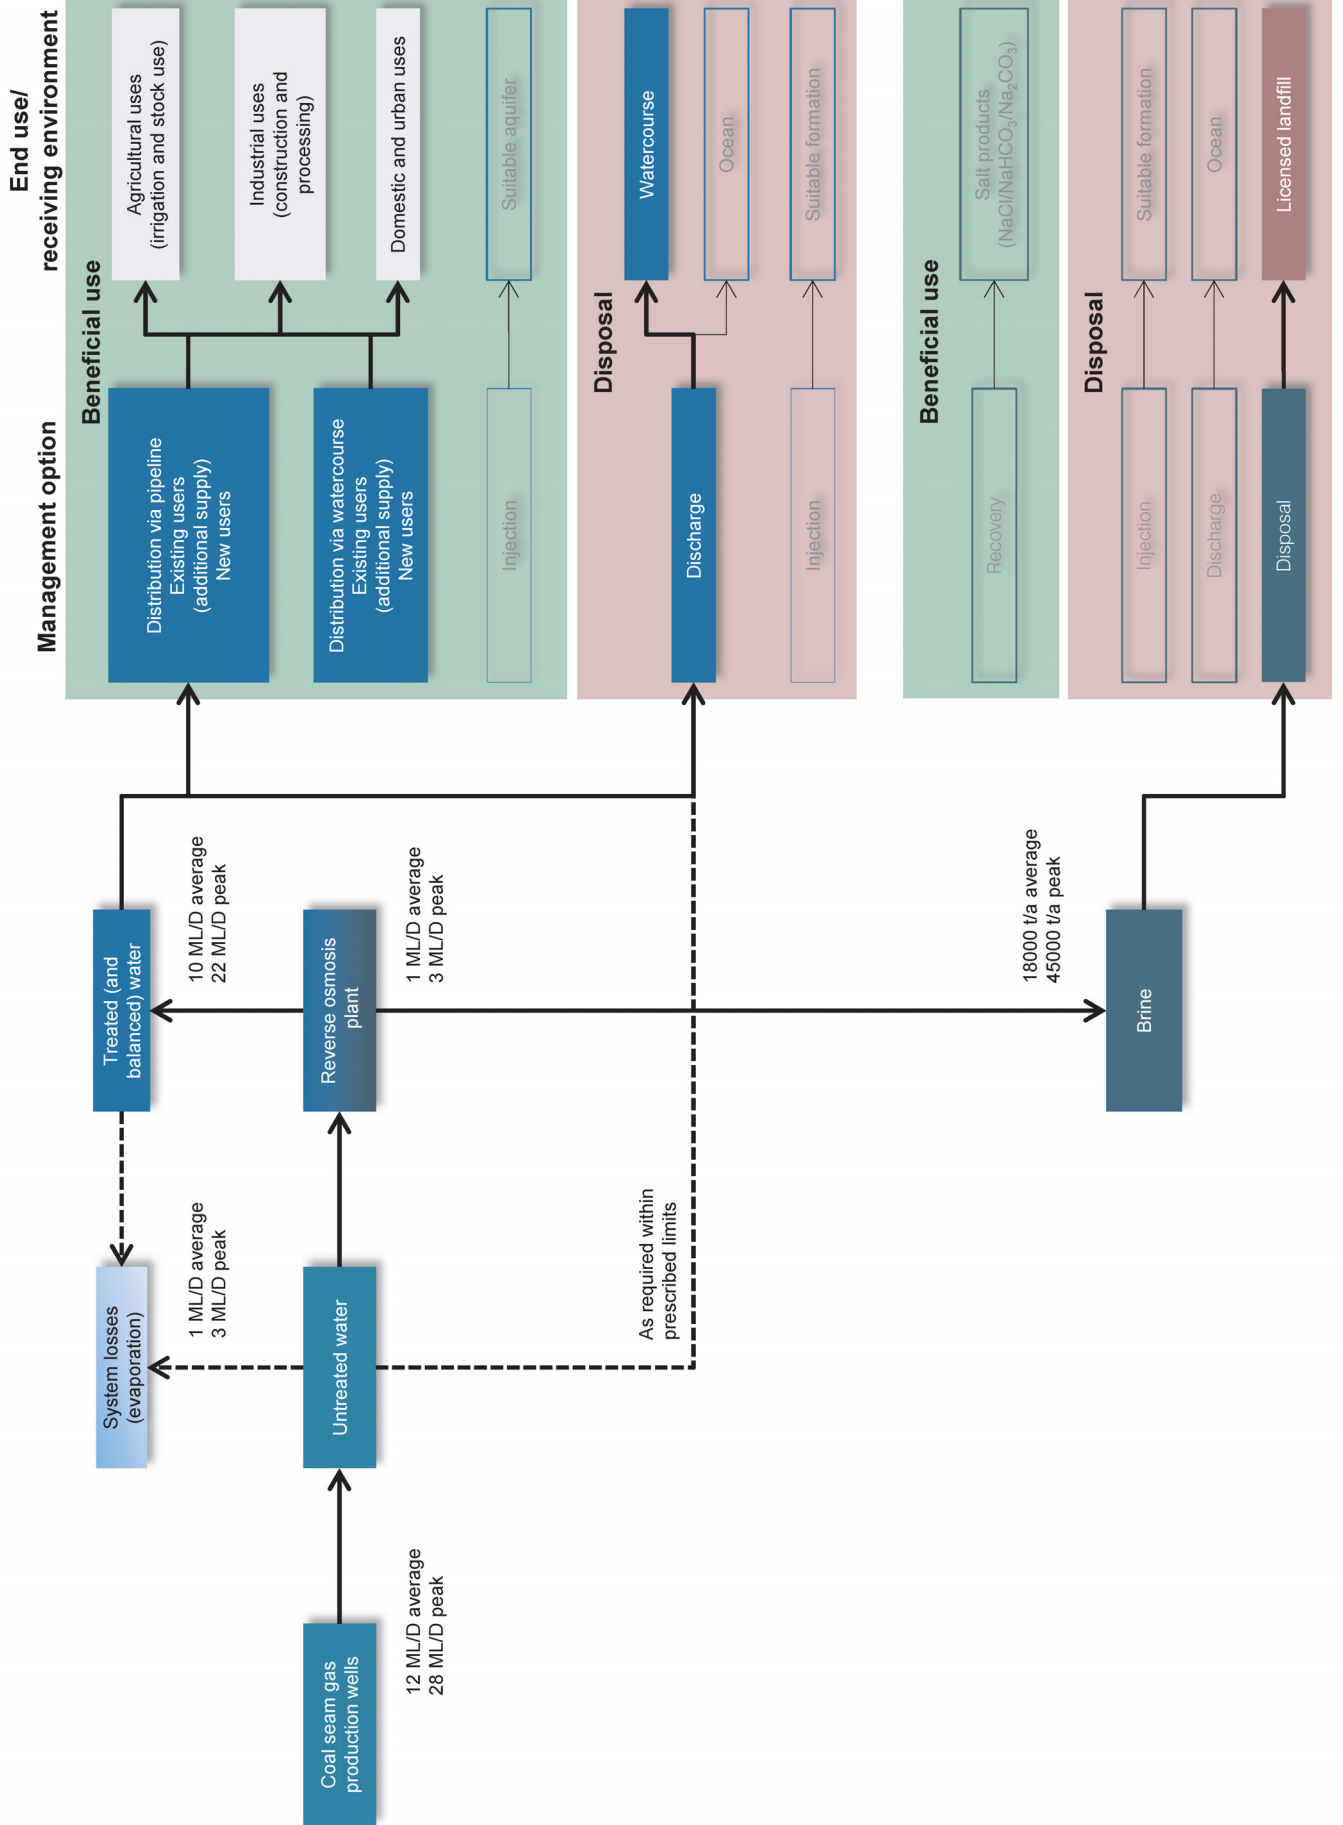 Coal seam gas
production wells
12 ML/D average
28 ML/D peak
System losses
(evaporation)
1 ML/D average
3 ML/D peak
Untreated water
As required within
prescribed limits
Treated (and
balanced) water
10 ML/D average
22 ML/D peak
Reverse osmosis
plant
1 ML/D average
3 ML/D peak
18000 t/a average
45000 t/a peak
Brine
Management option
End use/
receiving environment
Beneficial use
Distribution via pipeline
Existing users
(additional supply)
New users
Distribution via watercourse
Existing users
(additional supply)
New users
Injection
Agricultural uses
(irrigation and stock use)
Industrial uses
(construction and
processing)
Domestic and urban uses
Suitable aquifer
Disposal
Discharge
Injection
Watercourse
Ocean
Suitable formation
Beneficial use
Recovery
Salt products
(NaCl/NaHCO₃/Na₂CO₃)
Disposal
Injection
Discharge
Disposal
Suitable formation
Ocean
Licensed landfill